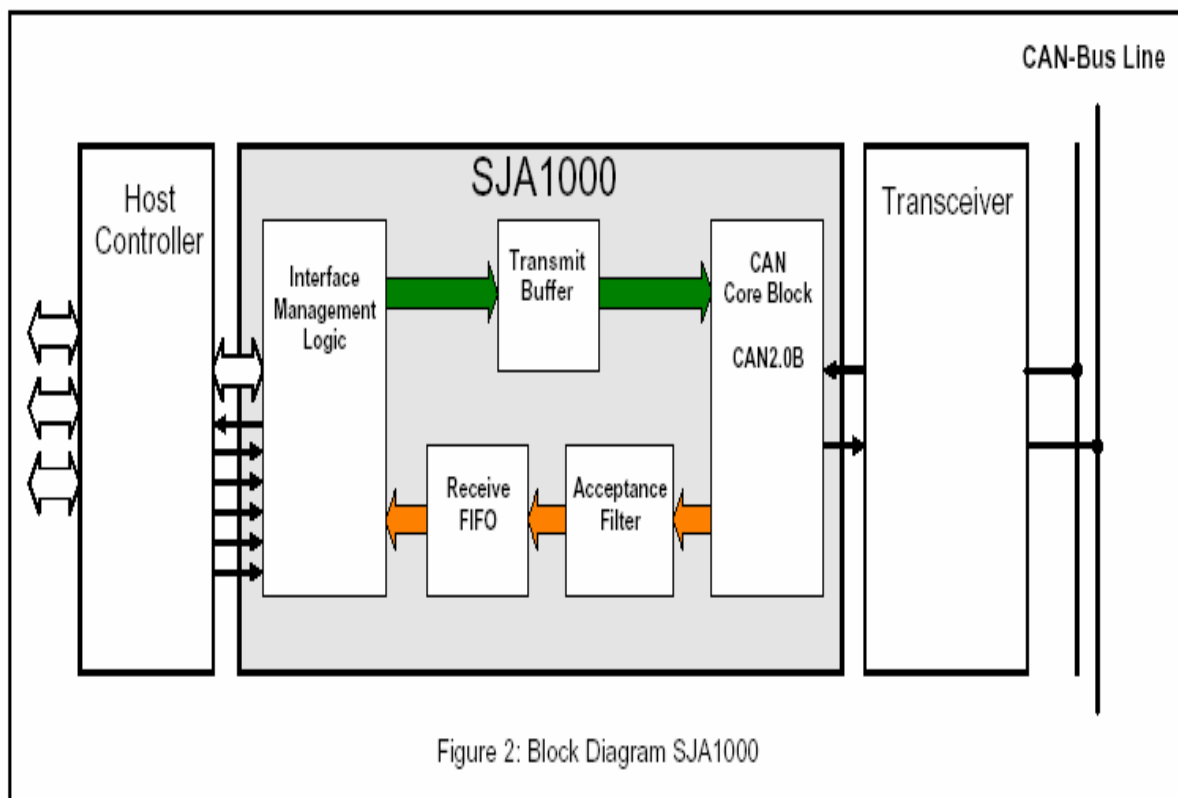 CAN-Bus Line
SJA1000
Host
Controller
Transceiver
Interface
Management
Logic
Transmit
Buffer
CAN
Core Block
CAN2.0B
Receive
FIFO
Acceptance
Filter
Figure 2: Block Diagram SJA1000